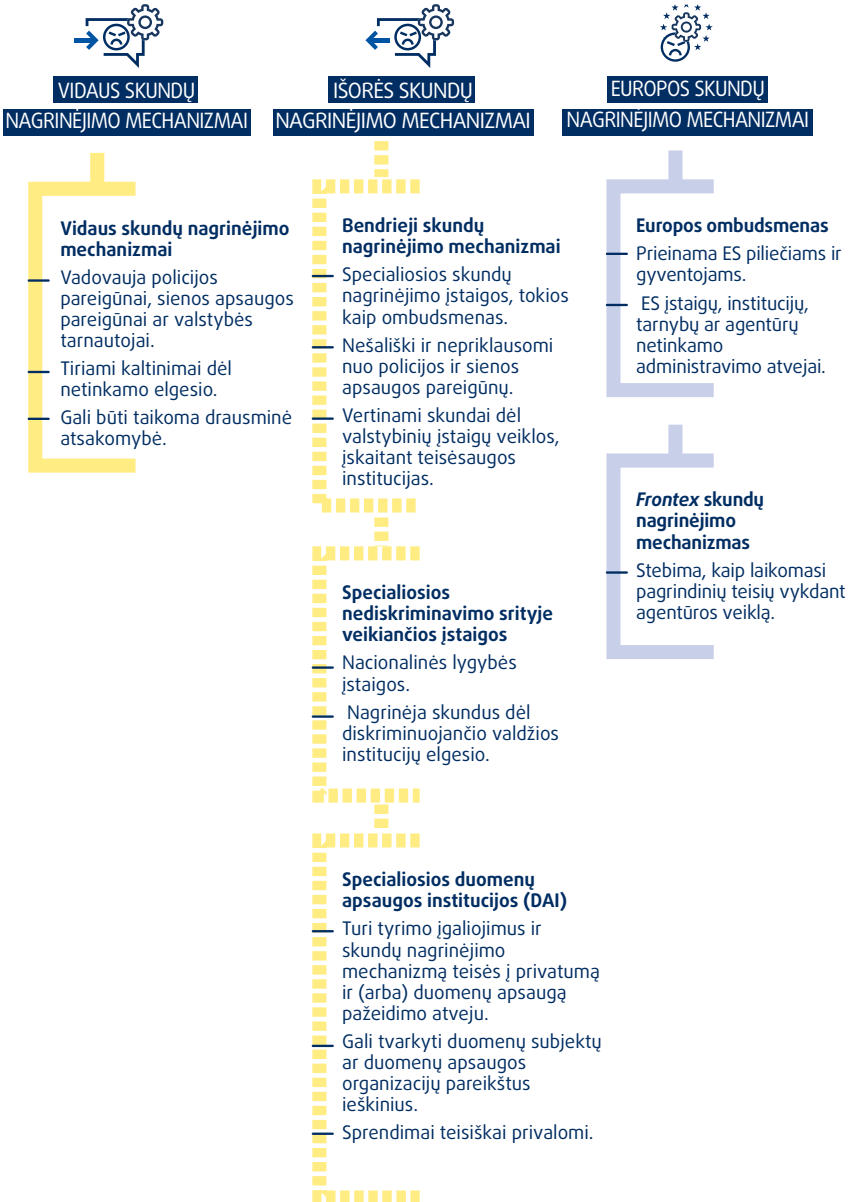 VIDAUS SKUNDŲ
NAGRINĖJIMO MECHANIZMAI
Vidaus skundų nagrinėjimo
mechanizmai
— Vadovauja policijos
pareigūnai, sienos apsaugos
pareigūnai ar valstybės
tarnautojai.
— Tiriami kaltinimai dėl
netinkamo elgesio.
— Gali būti taikoma drausminė
atsakomybė.
IŠORĖS SKUNDŲ
NAGRINĖJIMO MECHANIZMAI
Bendrieji skundų
nagrinėjimo mechanizmai
— Specialiosios skundų
nagrinėjimo įstaigos, tokios
kaip ombudsmenas.
— Nešališki ir nepriklausomi
nuo policijos ir sienos
apsaugos pareigūnų.
— Vertinami skundai dėl
valstybinių įstaigų veiklos,
įskaitant teisėsaugos
institucijas.
Specialiosios
nediskriminavimo srityje
veikiančios įstaigos
— Nacionalinės lygybės
įstaigos.
— Nagrinėja skundus dėl
diskriminuojančio valdžios
institucijų elgesio.
Specialiosios duomenų
apsaugos institucijos (DAI)
— Turi tyrimo įgaliojimus ir
skundų nagrinėjimo
mechanizmą teisės į privatumą
ir (arba) duomenų apsaugą
pažeidimo atveju.
— Gali tvarkyti duomenų subjektų
ar duomenų apsaugos
organizacijų pareikštus
ieškinius.
— Sprendimai teisiškai privalomi.
EUROPOS SKUNDŲ
NAGRINĖJIMO MECHANIZMAI
Europos ombudsmenas
— Prieinama ES piliečiams ir
gyventojams.
— ES įstaigų, institucijų,
tarnybų ar agentūrų
netinkamo
administravimo atvejai.
Frontex skundų
nagrinėjimo
mechanizmas
— Stebima, kaip laikomasi
pagrindinių teisių vykdant
agentūros veiklą.